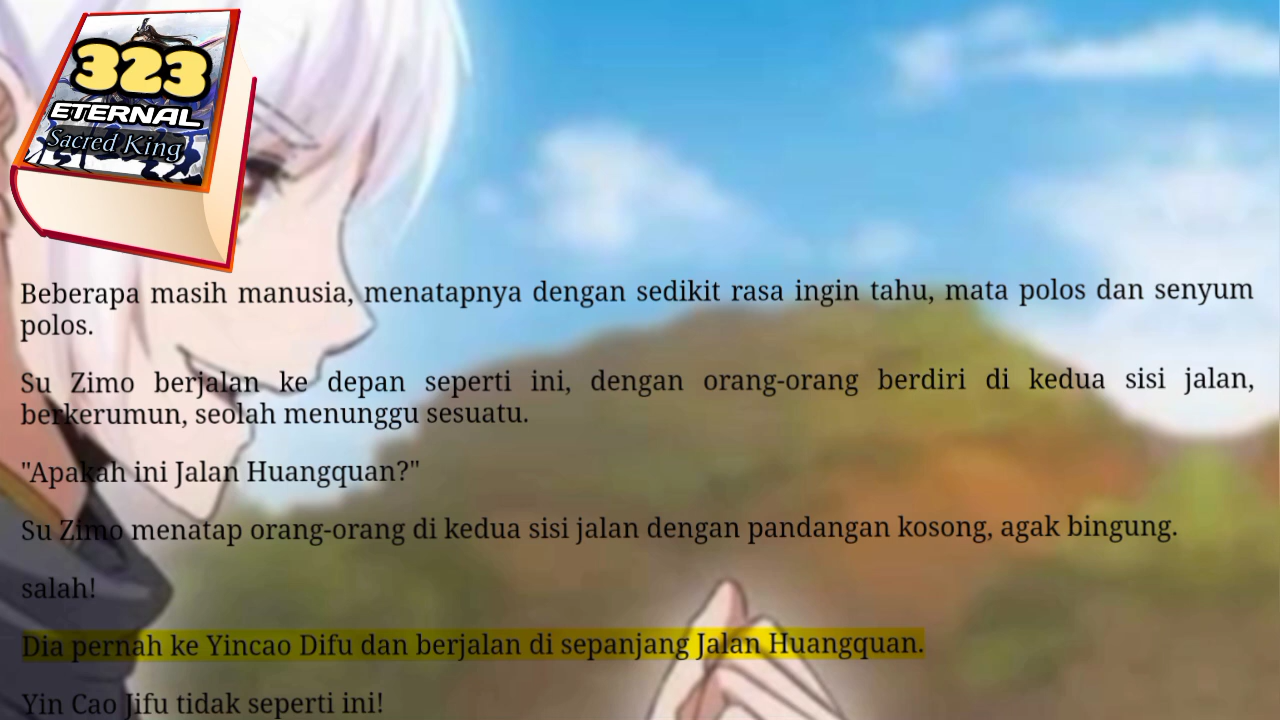 323
ETERNAL
Sacred King
Beberapa masih manusia, menatapnya dengan sedikit rasa ingin tahu, mata polos dan senyum
polos.
Su Zimo berjalan ke depan seperti ini, dengan orang-orang berdiri di kedua sisi jalan,
berkerumun, seolah menunggu sesuatu.
"Apakah ini Jalan Huangquan?"
Su Zimo menatap orang-orang di kedua sisi jalan dengan pandangan kosong, agak bingung.
salah!
Dia pernah ke Yincao Difu dan berjalan di sepanjang Jalan Huangquan.
Yin Cao Jifu tidak seperti ini!